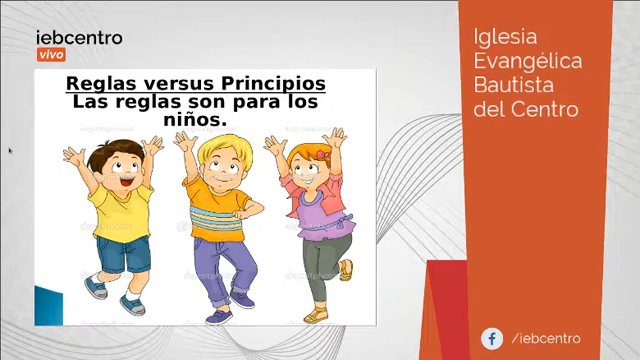 iebcentro
vivo
Reglas versus Principios
Las reglas son para los
niños.
Iglesia
Evangélica
Bautista
del Centro
f /iebcentro